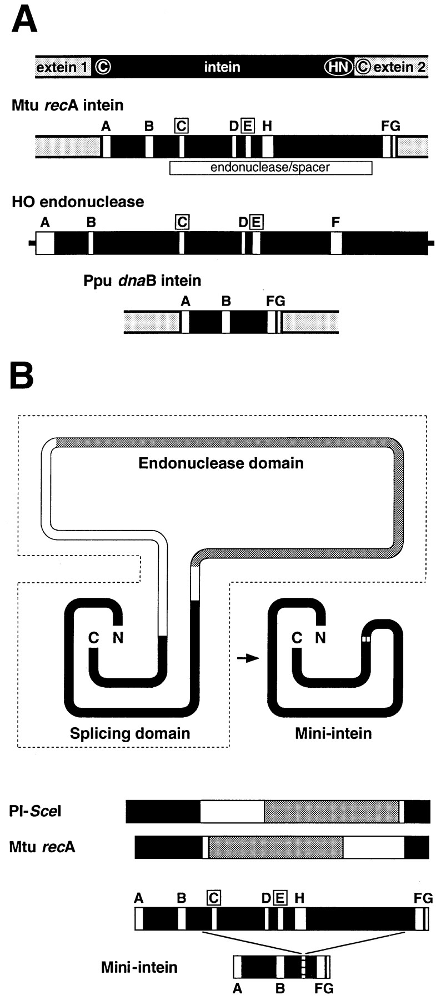 A
extein 1 C intein HN C extein 2
Mtu recA intein
A B C D E H FG
endonuclease/spacer
HO endonuclease
A B C D E F
Ppu dnaB intein
A B FG
B
Endonuclease domain
C N C N
Splicing domain Mini-intein
PI-SceI
Mtu recA
A B C D E H FG
Mini-intein
A B FG